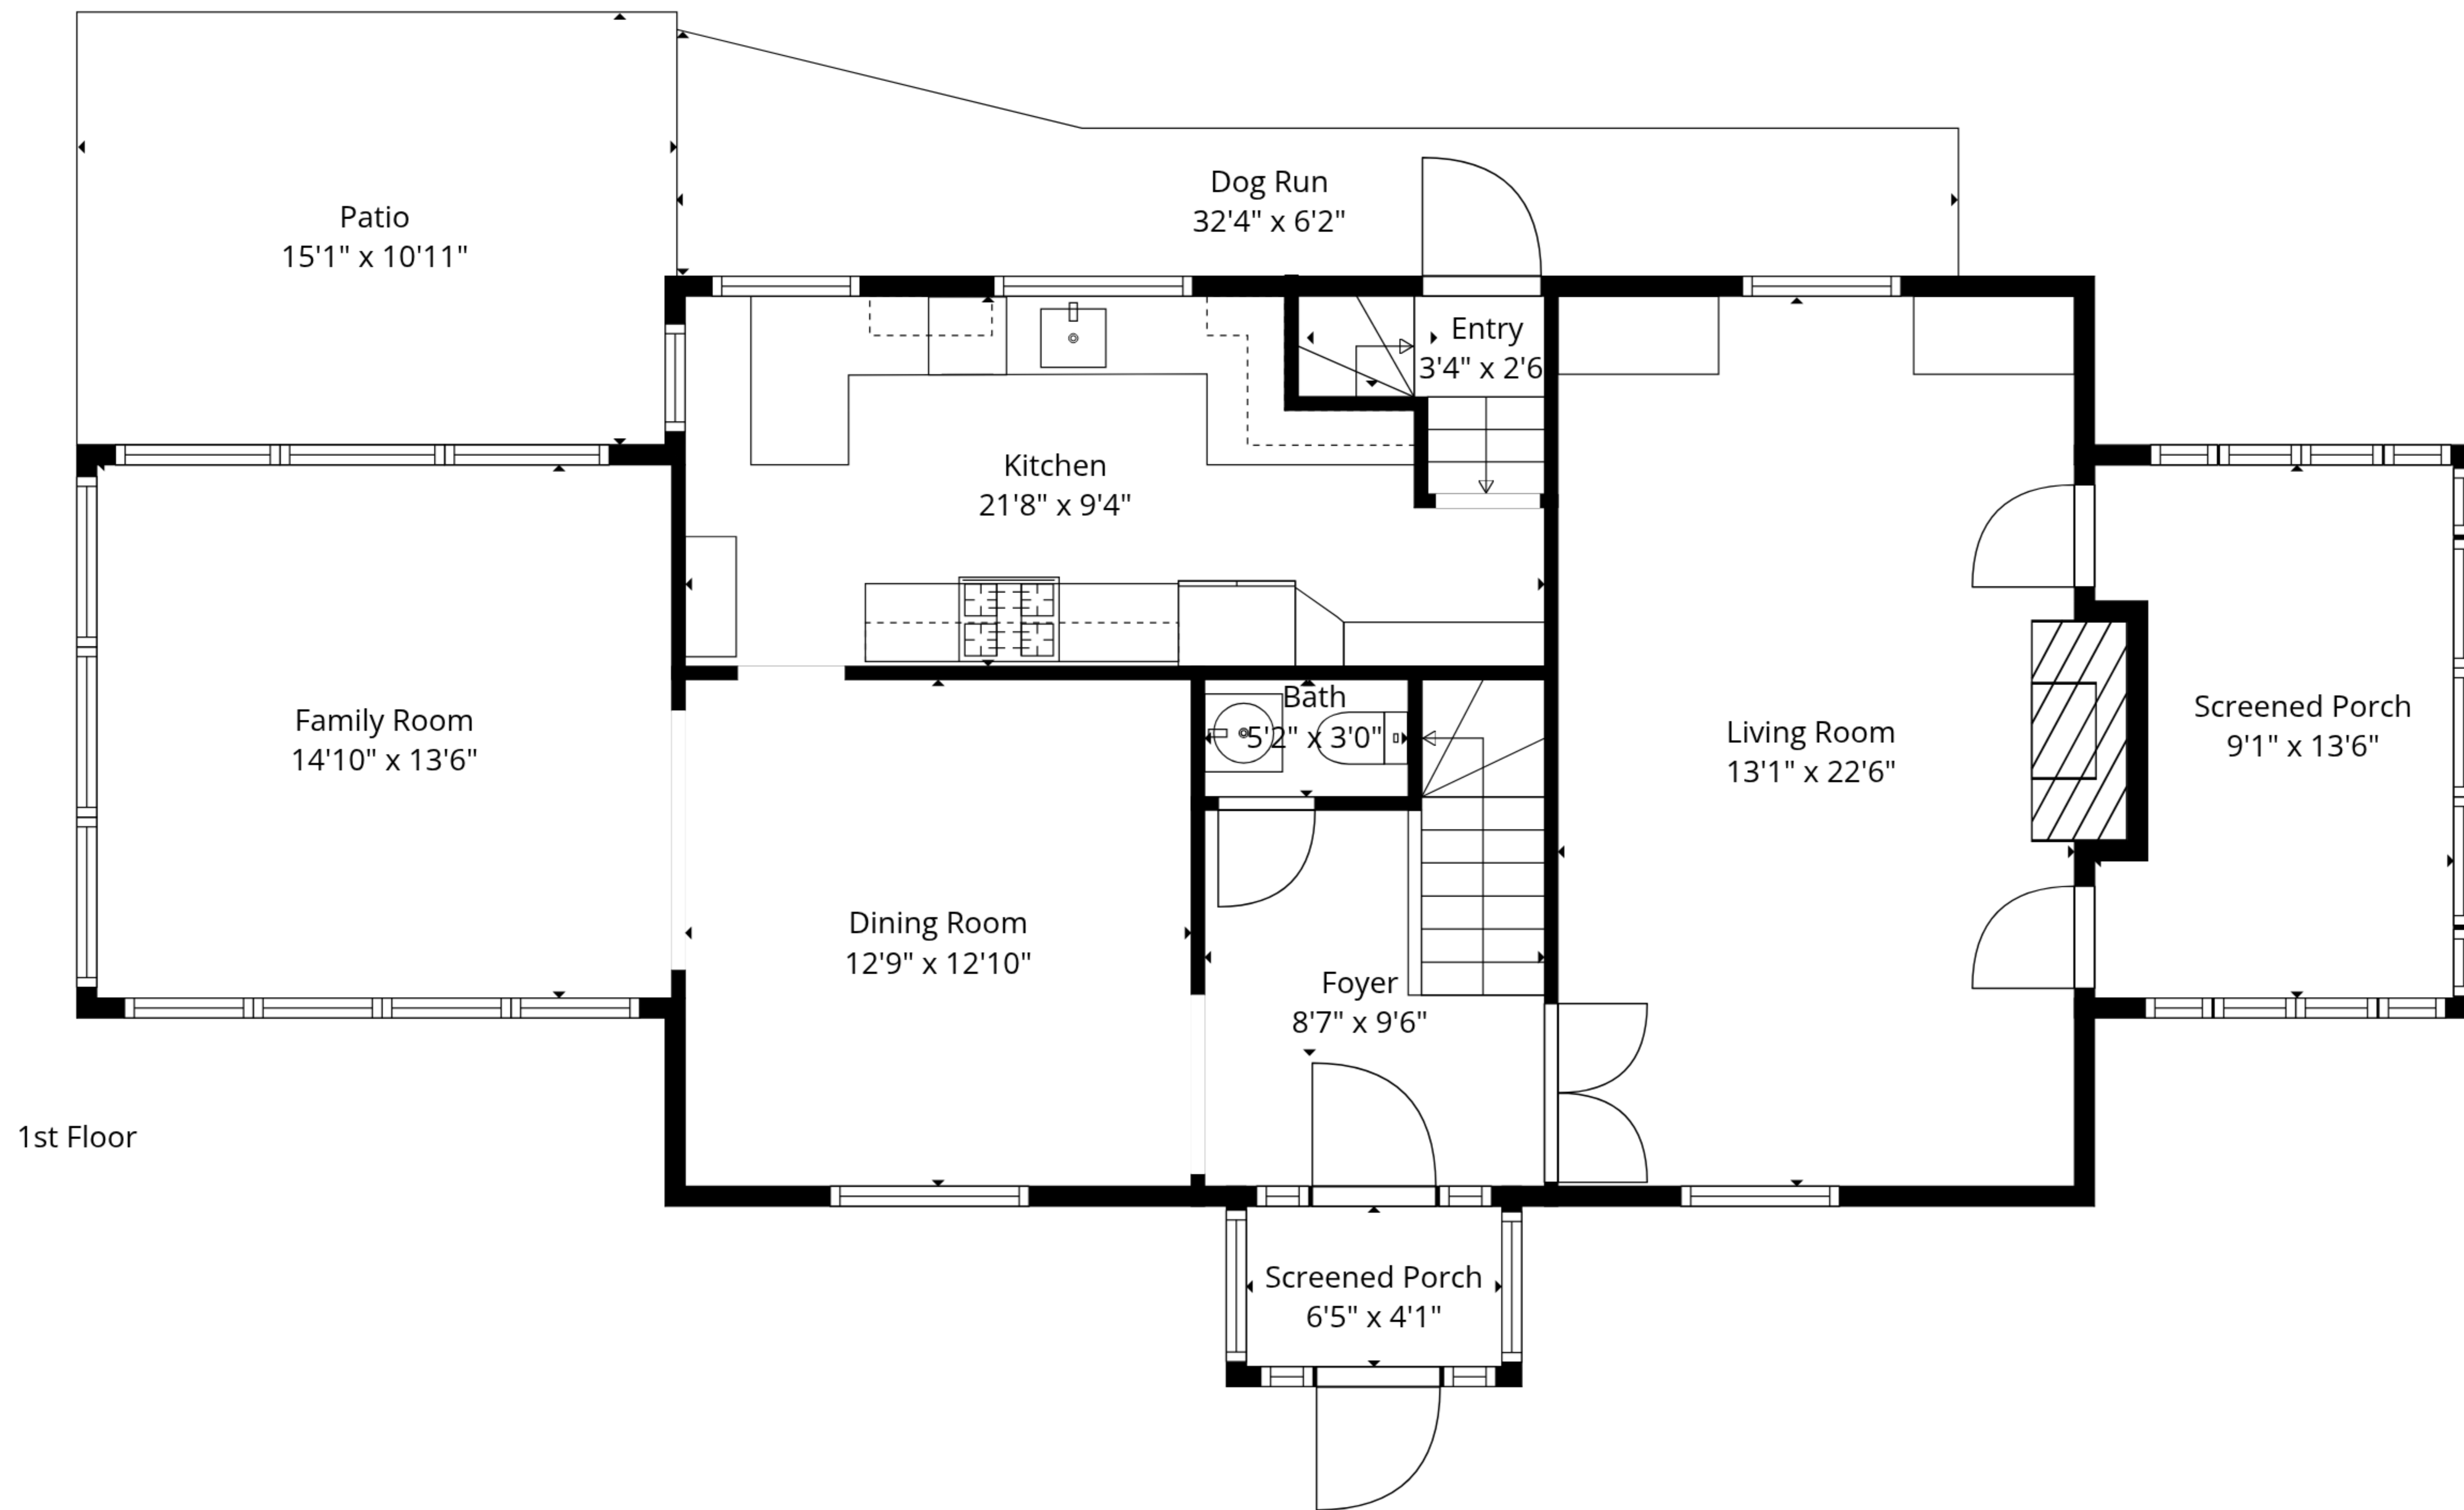 Patio
15'1" x 10'11"
Dog Run
32'4" x 6'2"
Entry
3'4" x 2'6
Kitchen
21'8" x 9'4"
Family Room
14'10" x 13'6"
Bath
5'2" x 3'0"
Living Room
13'1" x 22'6"
Screened Porch
9'1" x 13'6"
Dining Room
12'9" x 12'10"
Foyer
8'7" x 9'6"
1st Floor
Screened Porch
6'5" x 4'1"